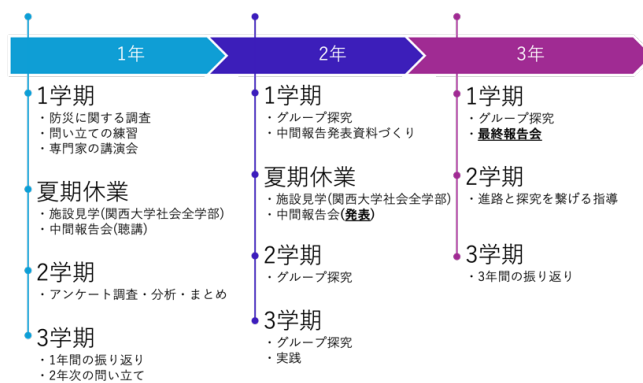 1年
1学期
・防災に関する調査
・問い立ての練習
・専門家の講演会
夏期休業
・施設見学(関西大学社会全学部)
・中間報告会(聴講)
2学期
・アンケート調査・分析・まとめ
3学期
・1年間の振り返り
・2年次の問い立て
2年
1学期
・グループ探究
・中間報告発表資料づくり
夏期休業
・施設見学(関西大学社会全学部)
・中間報告会(発表)
2学期
・グループ探究
3学期
・グループ探究
・実践
3年
1学期
・グループ探究
・最終報告会
2学期
・進路と探究を繋げる指導
3学期
・3年間の振り返り